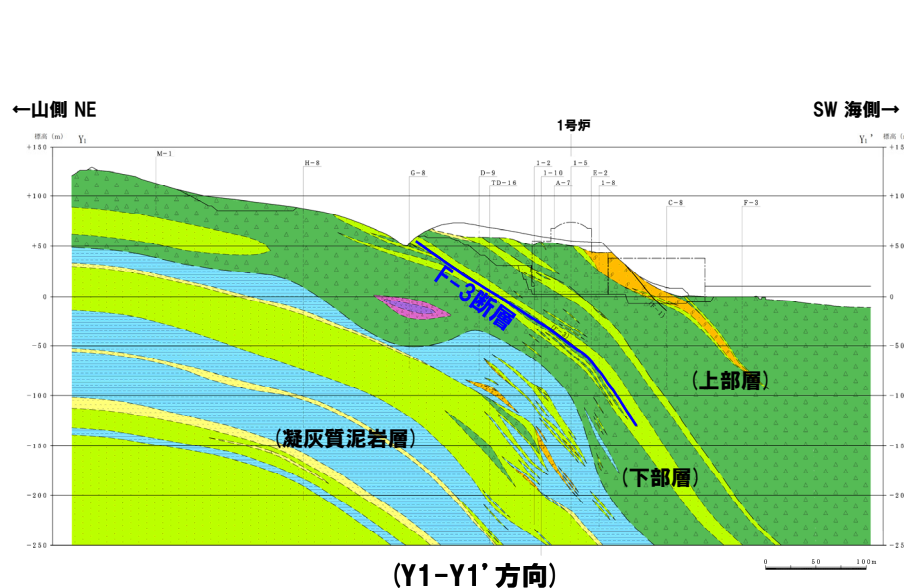 ←山側 NE
SW 海側→
1号炉
標高 (m)
Y1
Y1'
標高 (m)
+150
M-1
H-8
G-8
D-9
TD-16
1-2
1-10
1-5
A-7
E-2
1-8
C-8
F-3
+100
+50
0
-50
-100
-150
-200
-250
F-3断層
(上部層)
(凝灰質泥岩層)
(下部層)
0 50 100m
(Y1-Y1' 方向)